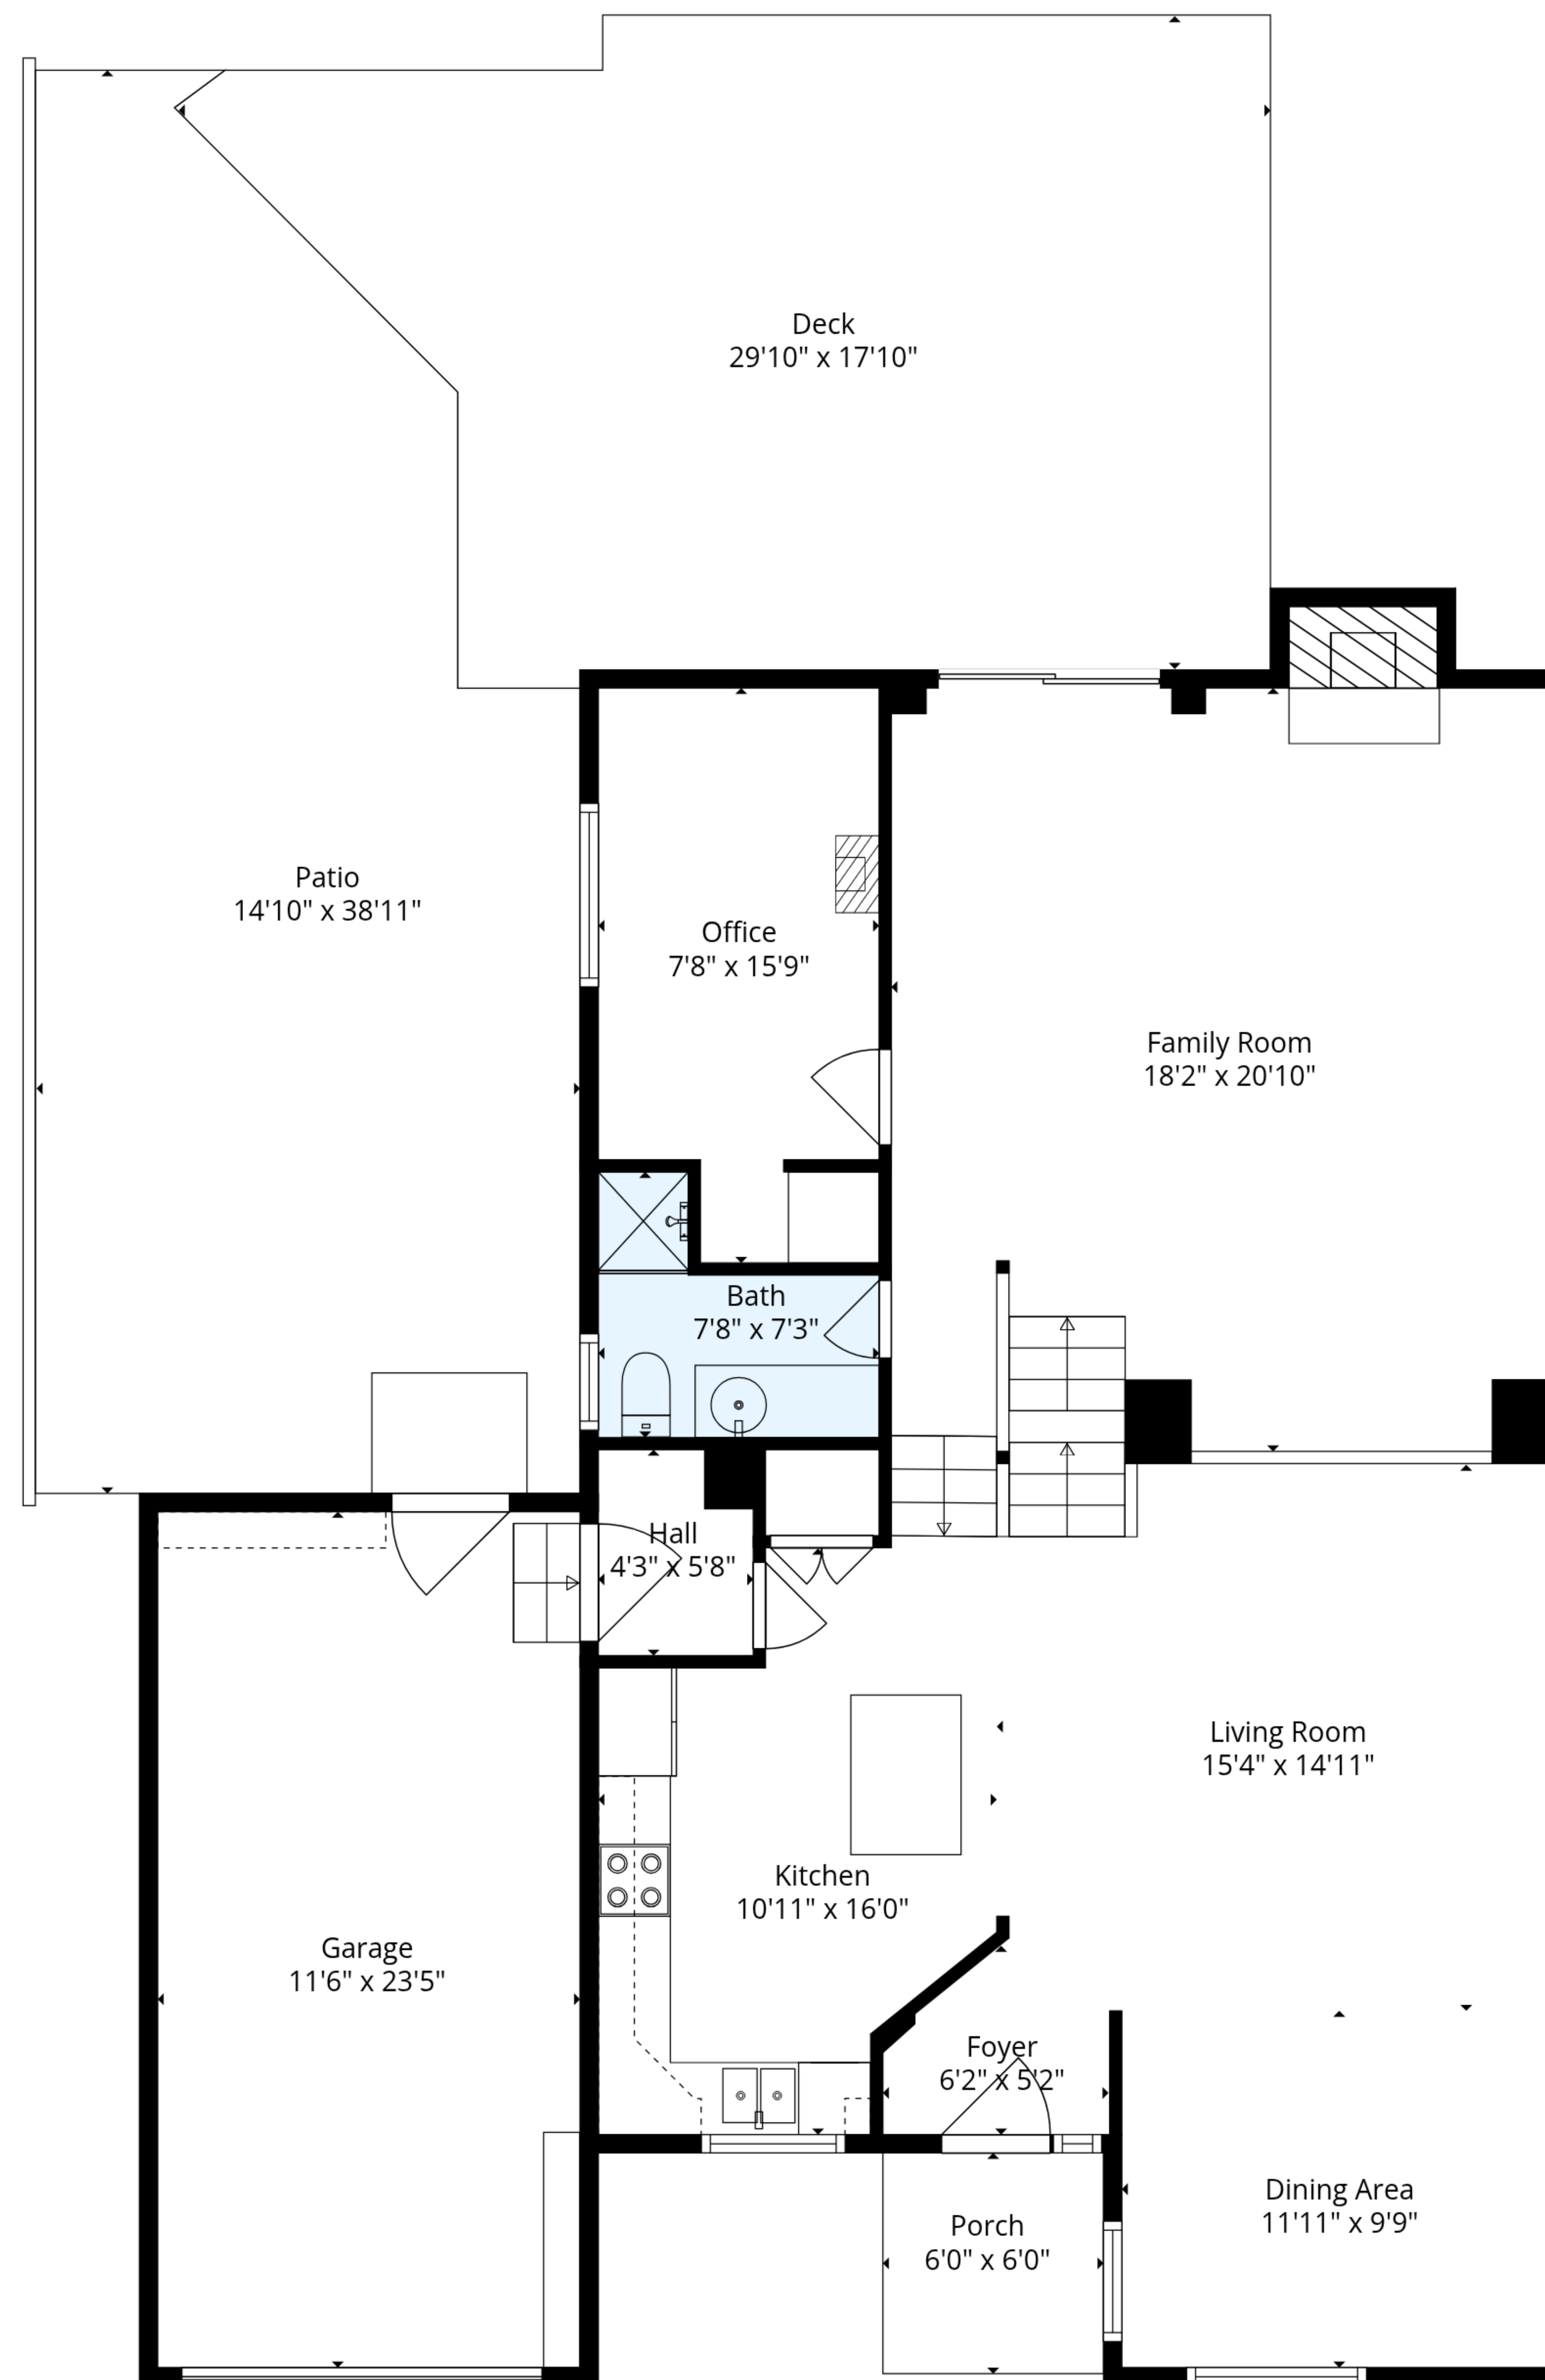 Deck
29'10" x 17'10"
Patio
14'10" x 38'11"
Office
7'8" x 15'9"
Family Room
18'2" x 20'10"
Bath
7'8" x 7'3"
Hall
4'3" x 5'8"
Living Room
15'4" x 14'11"
Kitchen
10'11" x 16'0"
Garage
11'6" x 23'5"
Foyer
6'2" x 5'2"
Dining Area
11'11" x 9'9"
Porch
6'0" x 6'0"